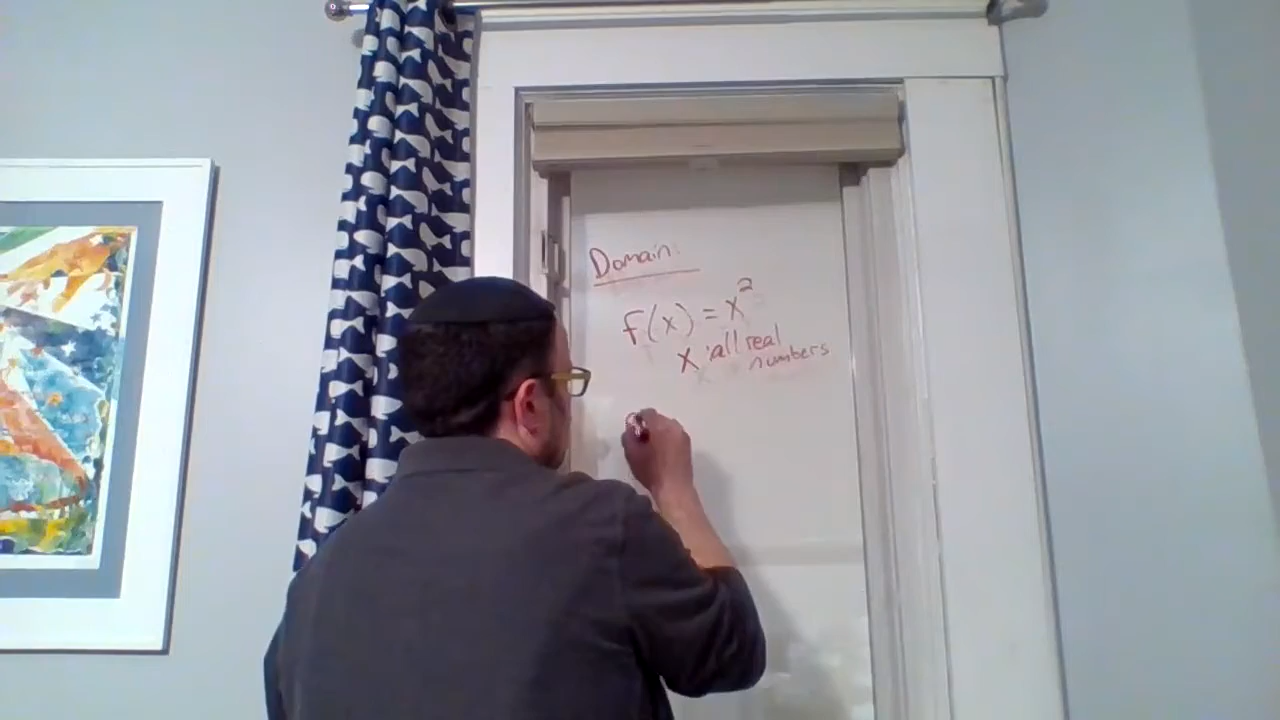 Domain:
f(x) = x²
x: all real
numbers